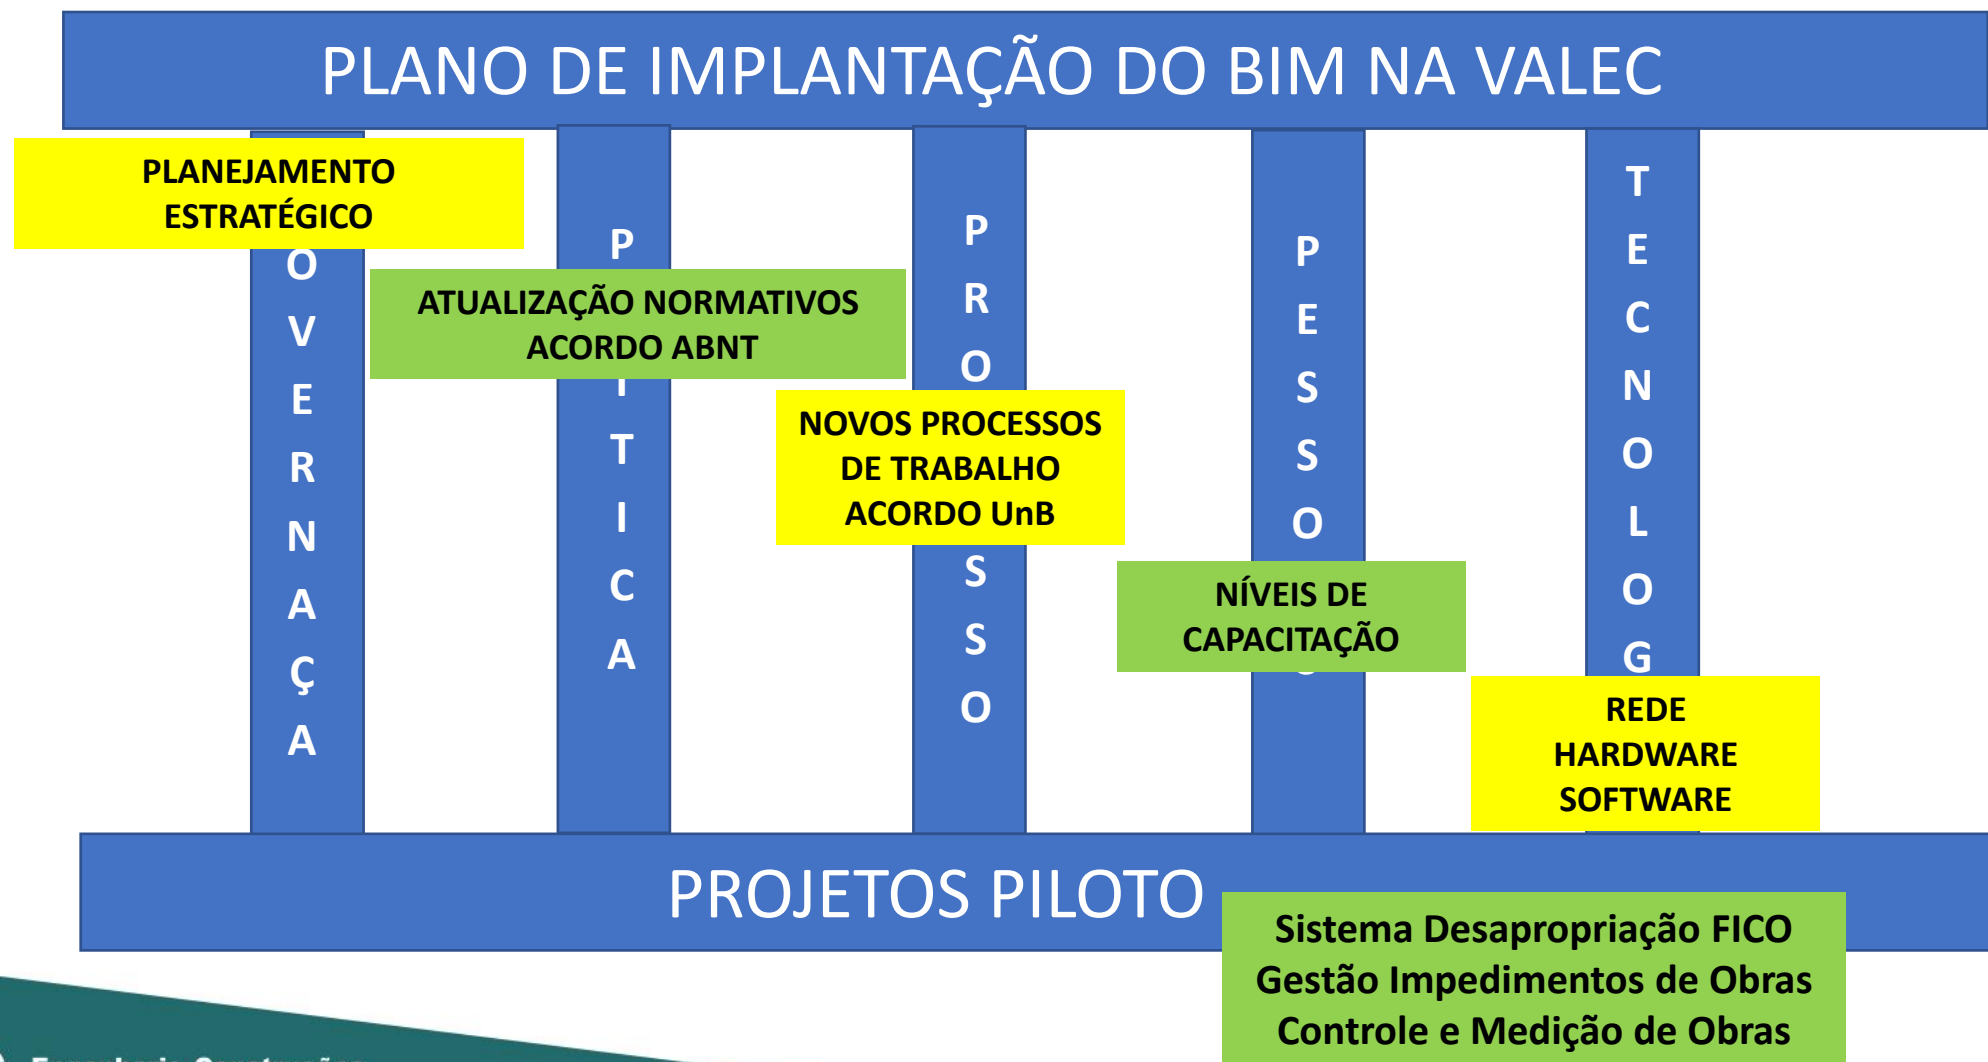 PLANO DE IMPLANTAÇÃO DO BIM NA VALEC
PLANEJAMENTO
ESTRATÉGICO
O
V
E
R
N
A
Ç
A
P
ATUALIZAÇÃO NORMATIVOS
ACORDO ABNT
T
I
C
A
P
R
O
NOVOS PROCESSOS
DE TRABALHO
ACORDO UnB
S
S
O
P
E
S
S
O
NÍVEIS DE
CAPACITAÇÃO
T
E
C
N
O
L
O
G
REDE
HARDWARE
SOFTWARE
PROJETOS PILOTO
Sistema Desapropriação FICO
Gestão Impedimentos de Obras
Controle e Medição de Obras